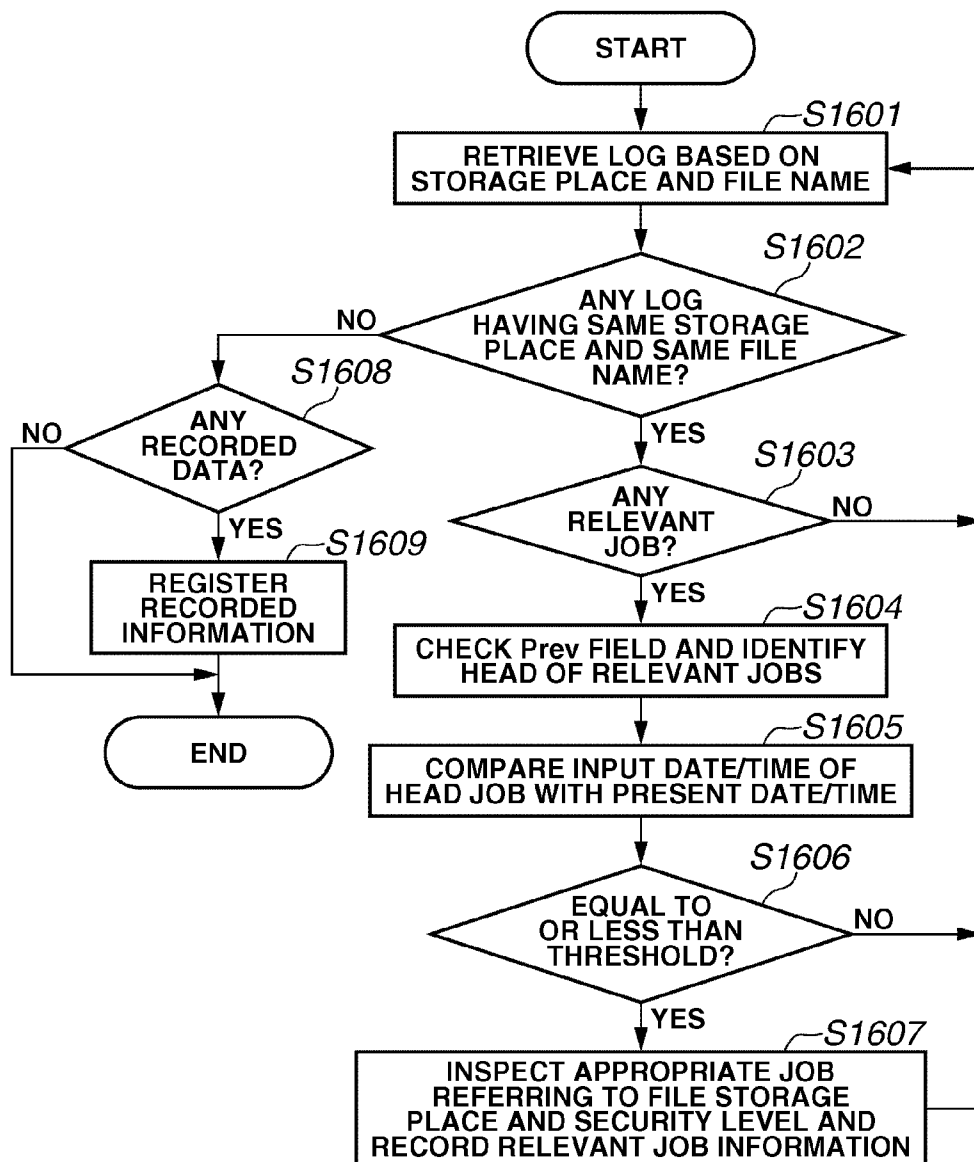 START
S1601
RETRIEVE LOG BASED ON
STORAGE PLACE AND FILE NAME
S1602
ANY LOG
HAVING SAME STORAGE
PLACE AND SAME FILE
NAME?
NO
YES
S1608
ANY
RECORDED
DATA?
NO
YES
S1609
REGISTER
RECORDED
INFORMATION
END
S1603
ANY
RELEVANT
JOB?
NO
YES
S1604
CHECK Prev FIELD AND IDENTIFY
HEAD OF RELEVANT JOBS
S1605
COMPARE INPUT DATE/TIME OF
HEAD JOB WITH PRESENT DATE/TIME
S1606
EQUAL TO
OR LESS THAN
THRESHOLD?
NO
YES
S1607
INSPECT APPROPRIATE JOB
REFERRING TO FILE STORAGE
PLACE AND SECURITY LEVEL AND
RECORD RELEVANT JOB INFORMATION